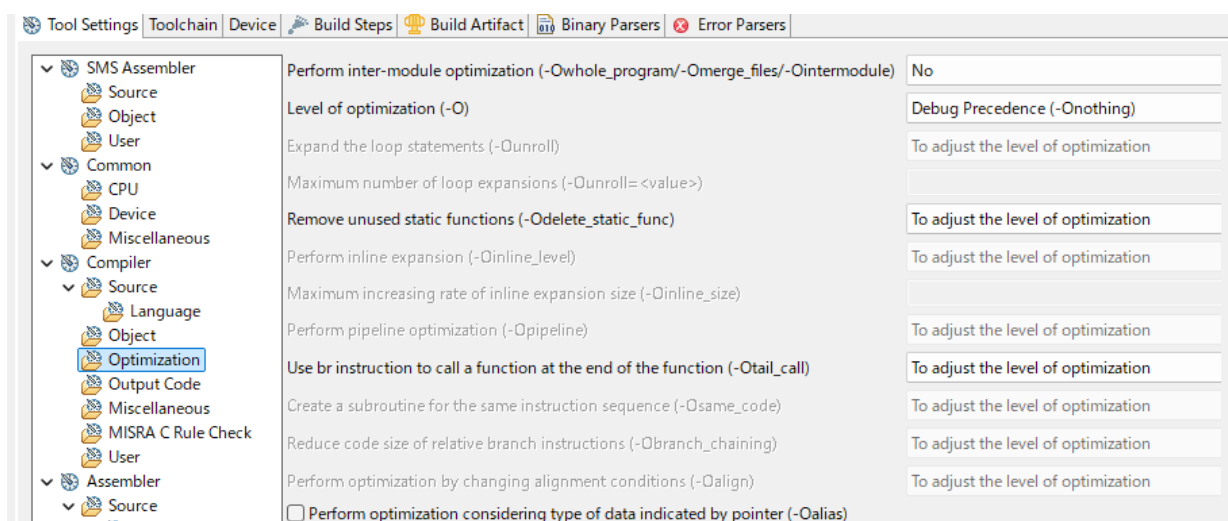 Tool Settings Toolchain Device Build Steps Build Artifact Binary Parsers Error Parsers
SMS Assembler
Source
Object
User
Common
CPU
Device
Miscellaneous
Compiler
Source
Language
Object
Optimization
Output Code
Miscellaneous
MISRA C Rule Check
User
Assembler
Source
Perform inter-module optimization (-Owhole_program/-Omerge_files/-Ointermodule) No
Level of optimization (-O) Debug Precedence (-Onothing)
Expand the loop statements (-Ounroll) To adjust the level of optimization
Maximum number of loop expansions (-Ounroll=<value>)
Remove unused static functions (-Odelete_static_func) To adjust the level of optimization
Perform inline expansion (-Oinline_level) To adjust the level of optimization
Maximum increasing rate of inline expansion size (-Oinline_size)
Perform pipeline optimization (-Opipeline) To adjust the level of optimization
Use br instruction to call a function at the end of the function (-Otail_call) To adjust the level of optimization
Create a subroutine for the same instruction sequence (-Osame_code) To adjust the level of optimization
Reduce code size of relative branch instructions (-Obranch_chaining) To adjust the level of optimization
Perform optimization by changing alignment conditions (-Oalign) To adjust the level of optimization
Perform optimization considering type of data indicated by pointer (-Oalias)